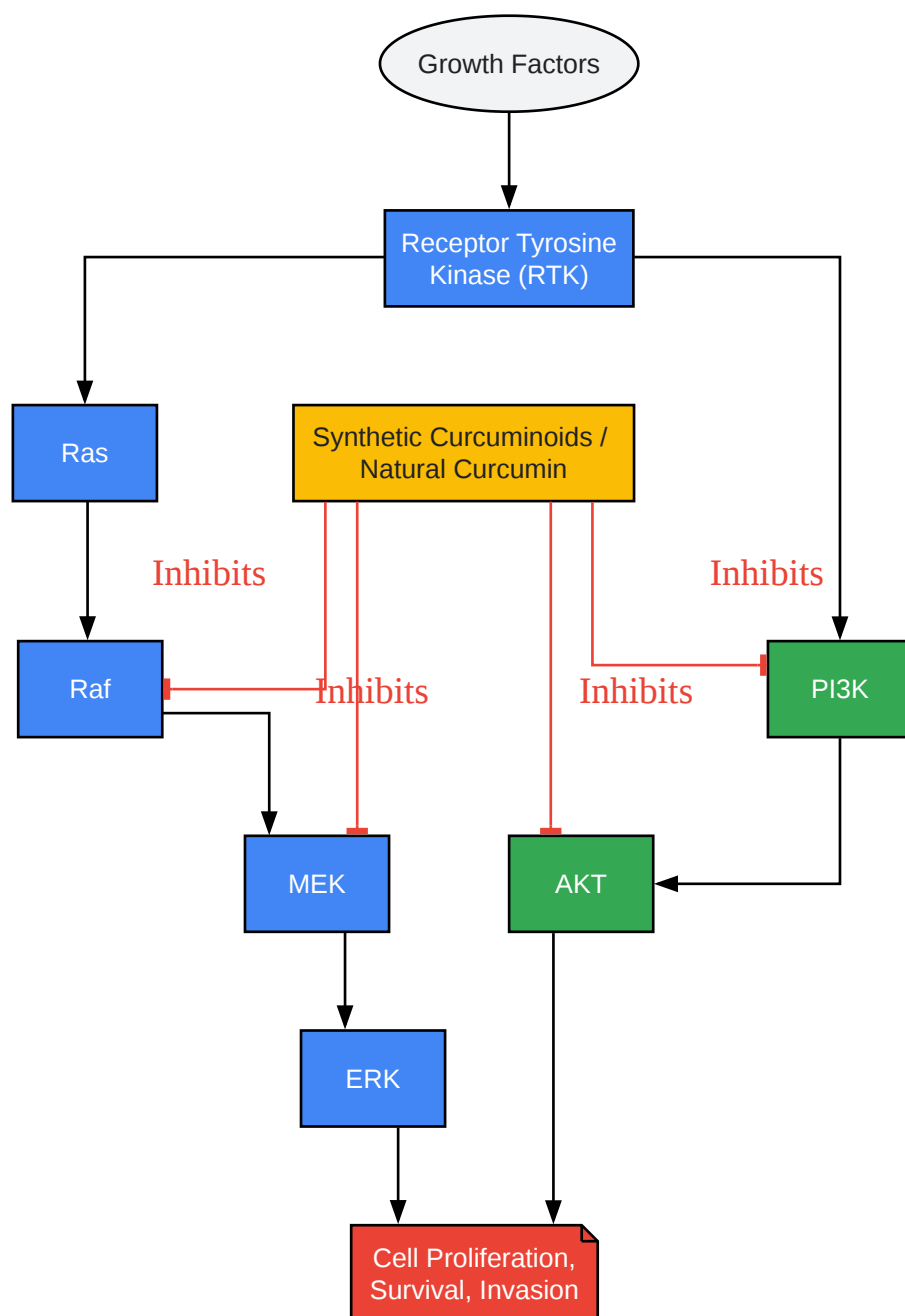 Growth Factors
Receptor Tyrosine
Kinase (RTK)
Ras
Synthetic Curcuminoids /
Natural Curcumin
Inhibits
Inhibits
Raf
Inhibits
Inhibits
PI3K
MEK
AKT
ERK
Cell Proliferation,
Survival, Invasion